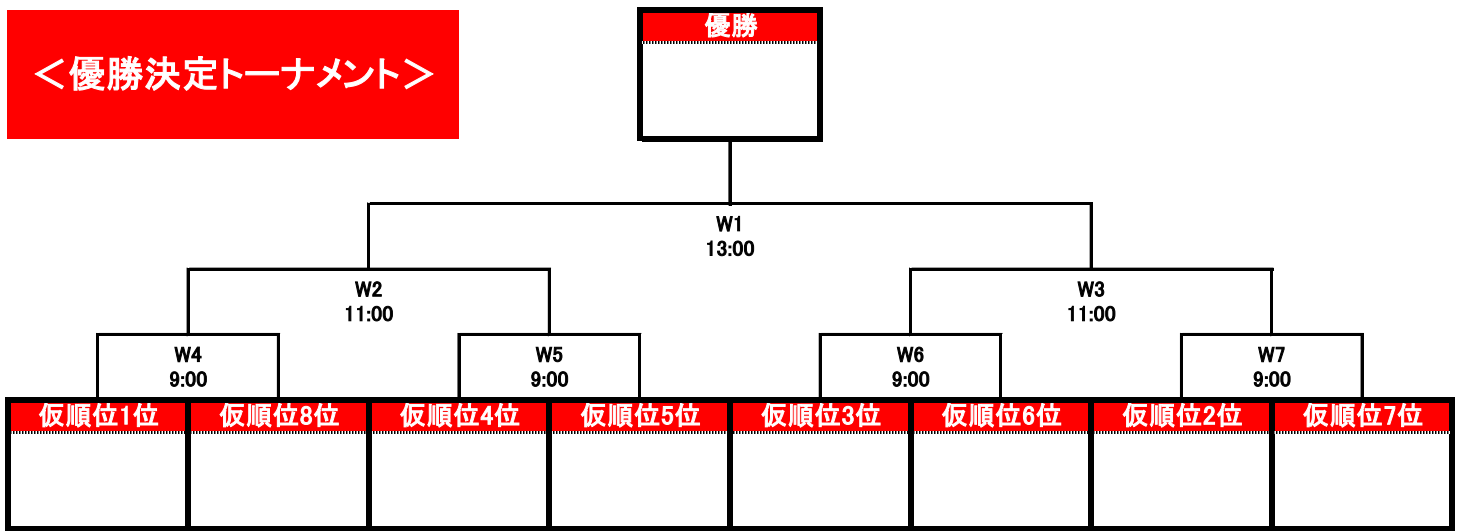 ＜優勝決定トーナメント＞
優勝
W1
13:00
W2
11:00
W3
11:00
W4
9:00
W5
9:00
W6
9:00
W7
9:00
仮順位1位
仮順位8位
仮順位4位
仮順位5位
仮順位3位
仮順位6位
仮順位2位
仮順位7位